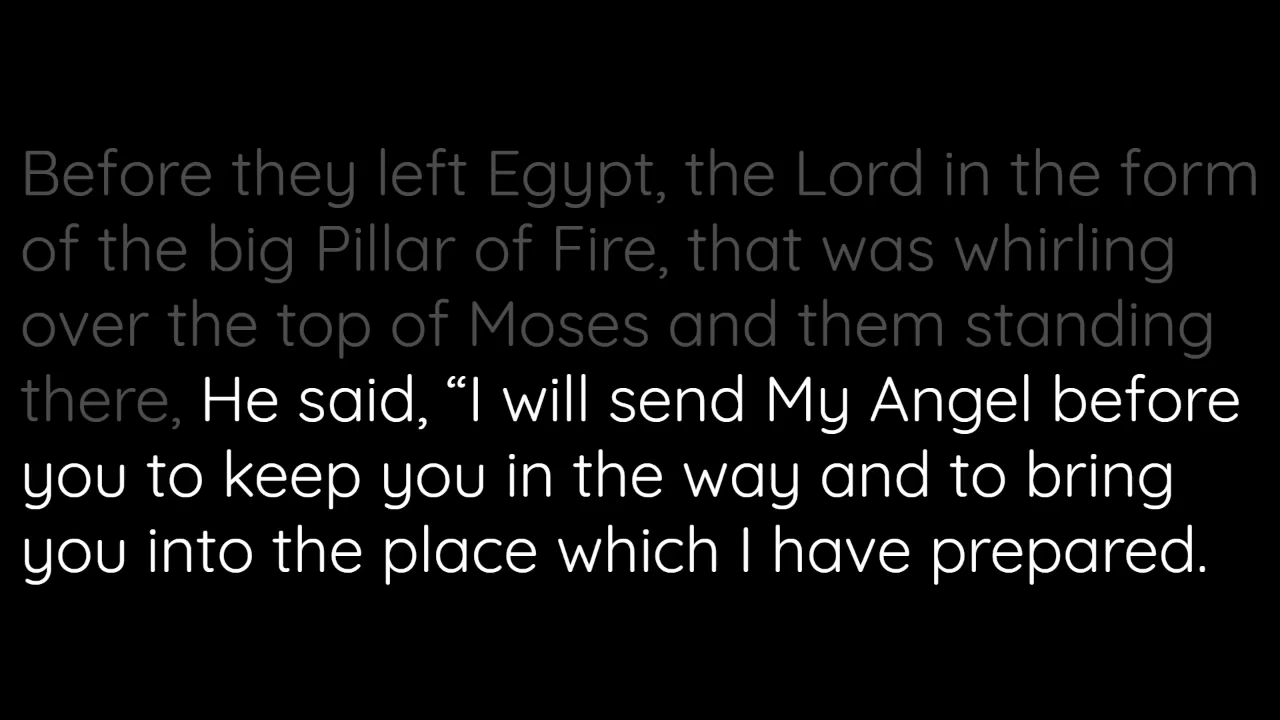 Before they left Egypt, the Lord in the form
of the big Pillar of Fire, that was whirling
over the top of Moses and them standing
there, He said, “I will send My Angel before
you to keep you in the way and to bring
you into the place which I have prepared.